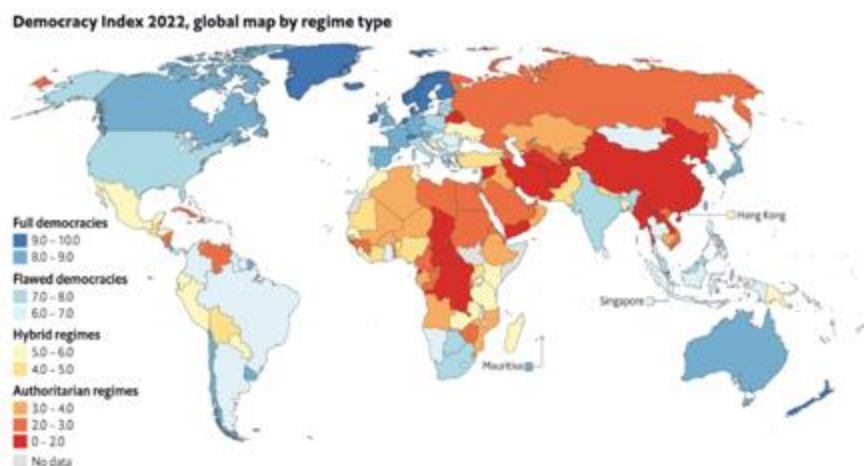 Democracy Index 2022, global map by regime type
Full democracies
9.0 – 10.0
8.0 – 9.0
Flawed democracies
7.0 – 8.0
6.0 – 7.0
Hybrid regimes
5.0 – 6.0
4.0 – 5.0
Authoritarian regimes
3.0 – 4.0
2.0 – 3.0
0 – 2.0
No data
Hong Kong
Singapore
Mauritius